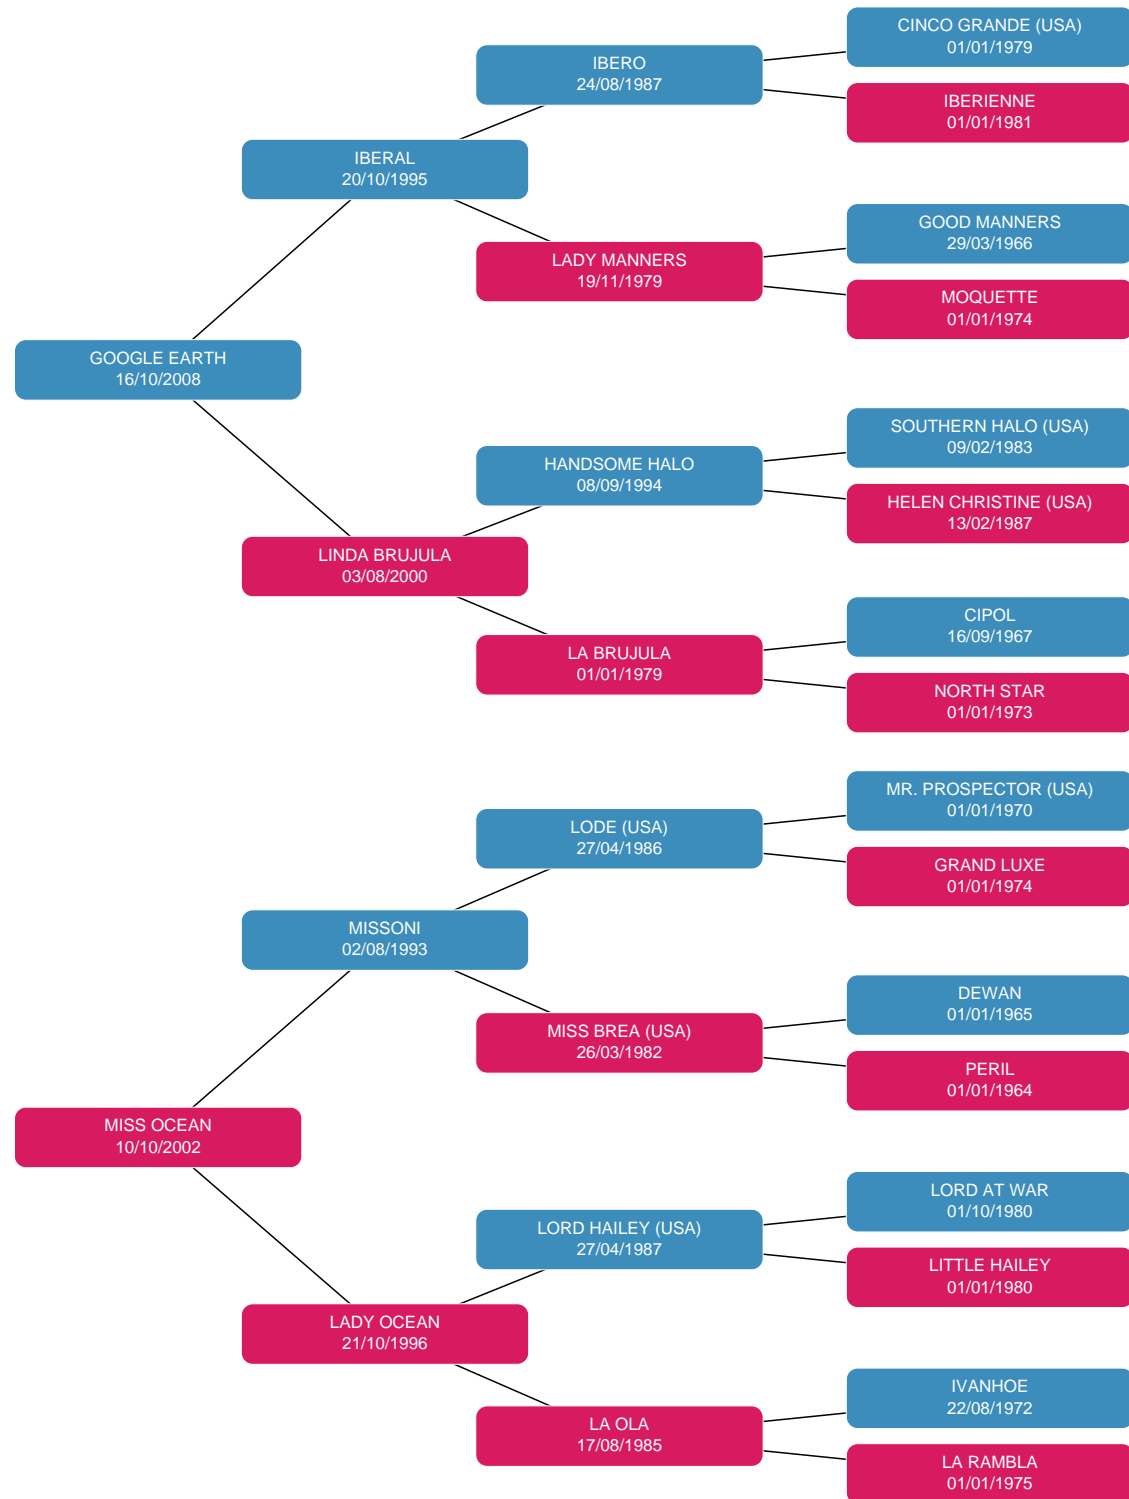 CINCO GRANDE (USA)
01/01/1979
IBERO
24/08/1987
IBERIENNE
01/01/1981
IBERAL
20/10/1995
GOOD MANNERS
29/03/1966
LADY MANNERS
19/11/1979
MOQUETTE
01/01/1974
GOOGLE EARTH
16/10/2008
SOUTHERN HALO (USA)
09/02/1983
HANDSOME HALO
08/09/1994
HELEN CHRISTINE (USA)
13/02/1987
LINDA BRUJULA
03/08/2000
CIPOL
16/09/1967
LA BRUJULA
01/01/1979
NORTH STAR
01/01/1973
MR. PROSPECTOR (USA)
01/01/1970
LODE (USA)
27/04/1986
GRAND LUXE
01/01/1974
MISSONI
02/08/1993
DEWAN
01/01/1965
MISS BREA (USA)
26/03/1982
PERIL
01/01/1964
MISS OCEAN
10/10/2002
LORD AT WAR
01/10/1980
LORD HAILEY (USA)
27/04/1987
LITTLE HAILEY
01/01/1980
LADY OCEAN
21/10/1996
IVANHOE
22/08/1972
LA OLA
17/08/1985
LA RAMBLA
01/01/1975